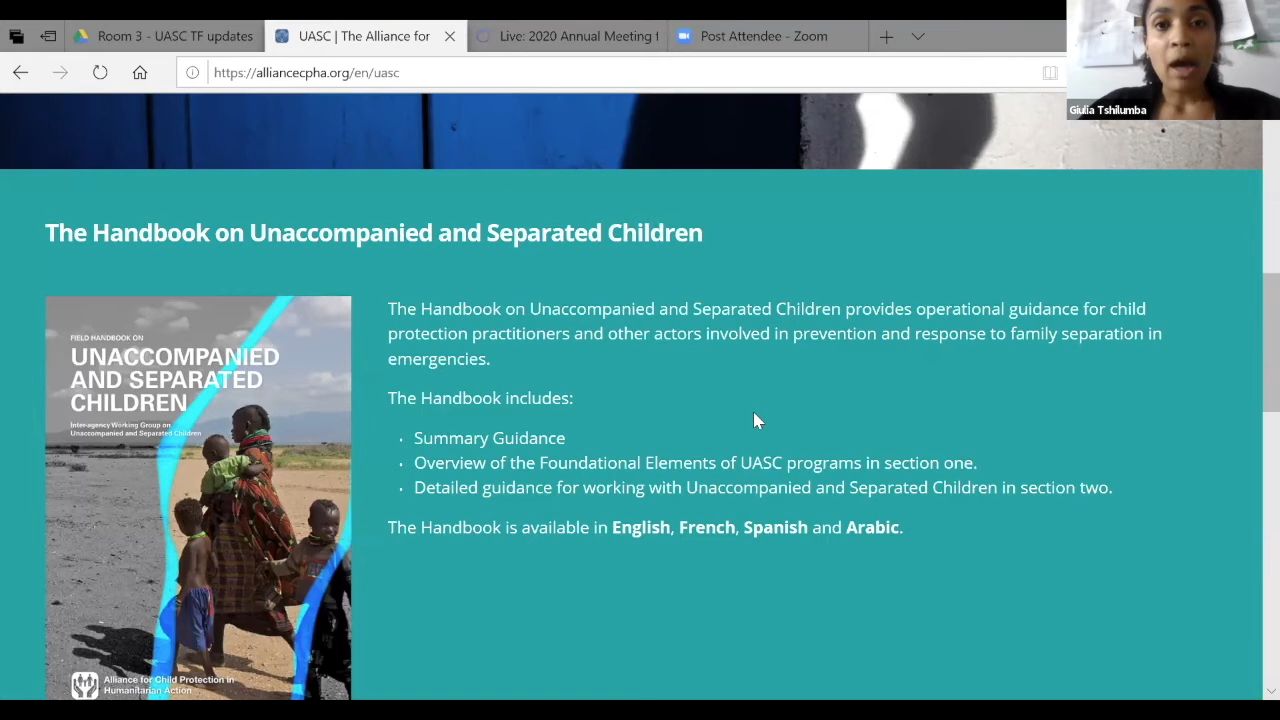 Room 3 - UASC TF updates
UASC | The Alliance for
Live: 2020 Annual Meeting f
Post Attendee - Zoom
https://alliancecpha.org/en/uasc
Giulia Tshilumba
The Handbook on Unaccompanied and Separated Children
FIELD HANDBOOK ON
UNACCOMPANIED
AND SEPARATED
CHILDREN
Inter-agency Working Group on
Unaccompanied and Separated Children
Alliance for Child Protection in
Humanitarian Action
The Handbook on Unaccompanied and Separated Children provides operational guidance for child
protection practitioners and other actors involved in prevention and response to family separation in
emergencies.
The Handbook includes:
· Summary Guidance
· Overview of the Foundational Elements of UASC programs in section one.
· Detailed guidance for working with Unaccompanied and Separated Children in section two.
The Handbook is available in English, French, Spanish and Arabic.